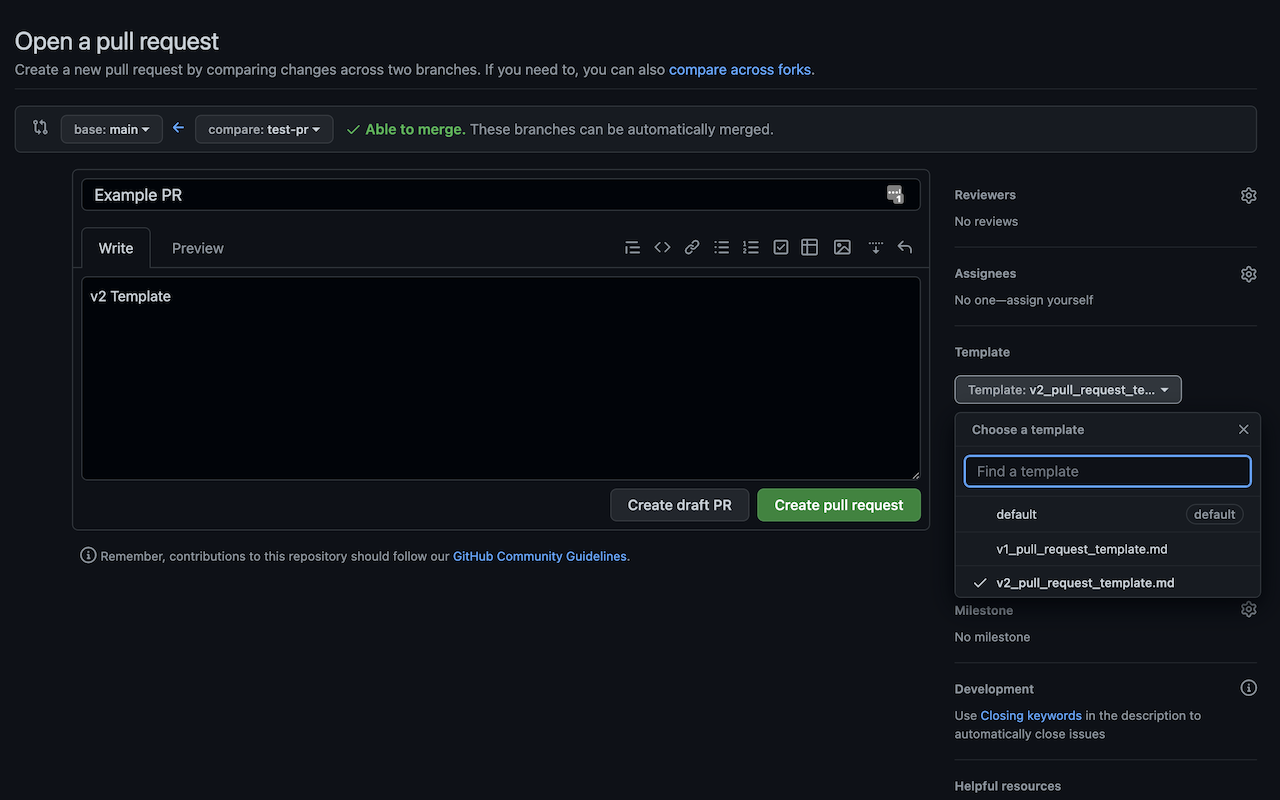 Open a pull request
Create a new pull request by comparing changes across two branches. If you need to, you can also compare across forks.
base: main
compare: test-pr
Able to merge. These branches can be automatically merged.
Example PR
1
Write
Preview
v2 Template
Create draft PR
Create pull request
Remember, contributions to this repository should follow our GitHub Community Guidelines.
Reviewers
No reviews
Assignees
No one—assign yourself
Template
Template: v2_pull_request_te...
Choose a template
Find a template
default default
v1_pull_request_template.md
v2_pull_request_template.md
Milestone
No milestone
Development
Use Closing keywords in the description to
automatically close issues
Helpful resources